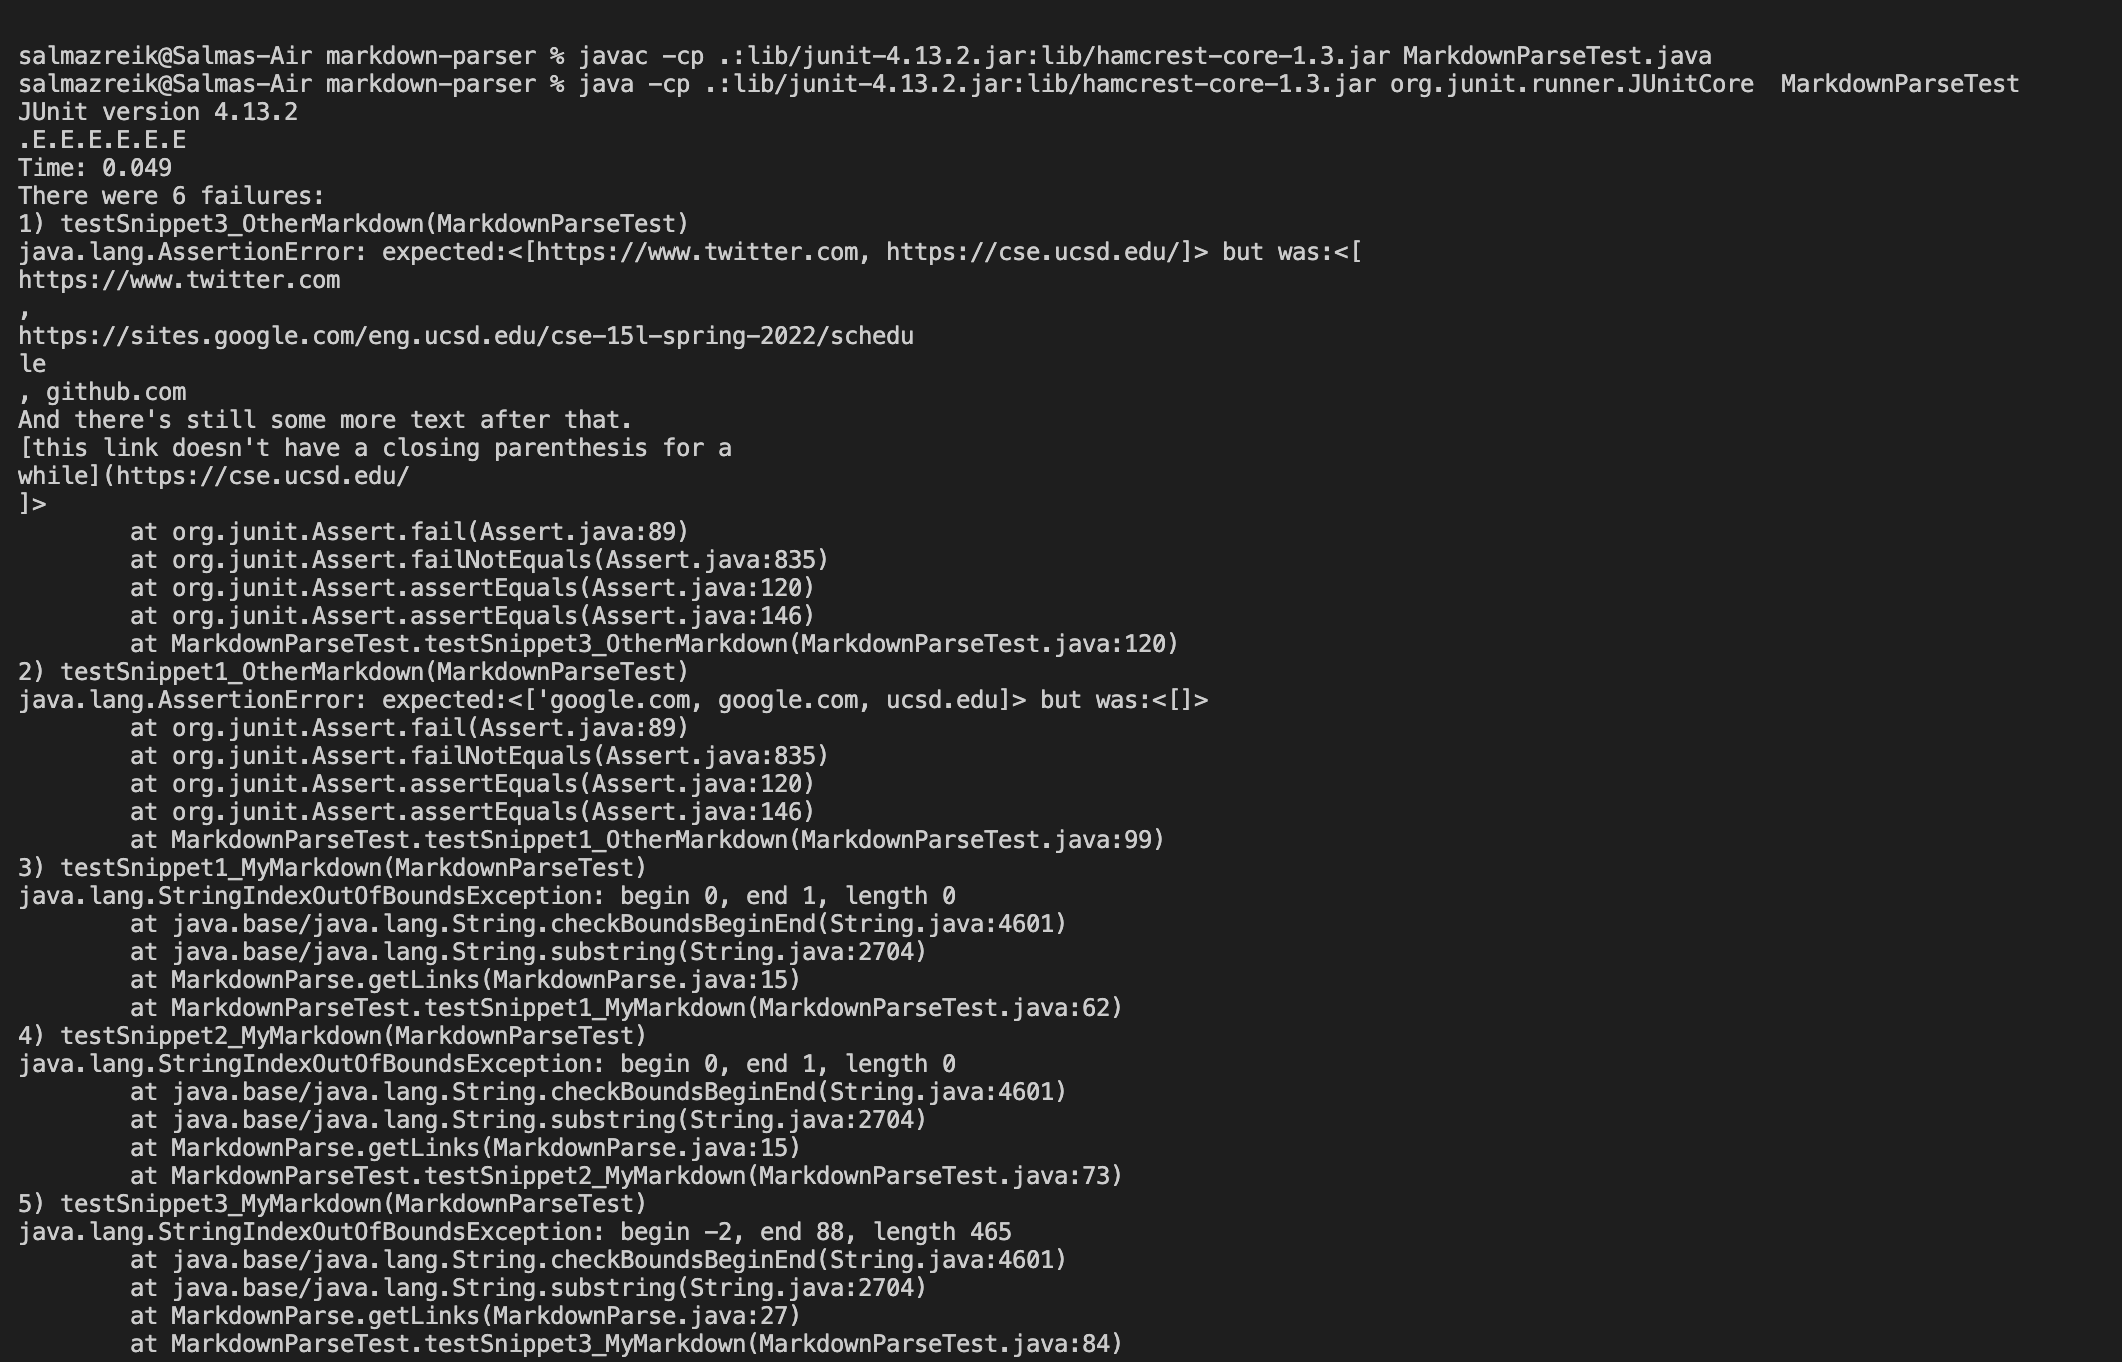 salmazreik@Salmas-Air markdown-parser % javac -cp .:lib/junit-4.13.2.jar:lib/hamcrest-core-1.3.jar MarkdownParseTest.java
salmazreik@Salmas-Air markdown-parser % java -cp .:lib/junit-4.13.2.jar:lib/hamcrest-core-1.3.jar org.junit.runner.JUnitCore  MarkdownParseTest
JUnit version 4.13.2
.E.E.E.E.E.E
Time: 0.049
There were 6 failures:
1) testSnippet3_OtherMarkdown(MarkdownParseTest)
java.lang.AssertionError: expected:<[https://www.twitter.com, https://cse.ucsd.edu/]> but was:<[
https://www.twitter.com
,
https://sites.google.com/eng.ucsd.edu/cse-15l-spring-2022/schedu
le
, github.com
And there's still some more text after that.
[this link doesn't have a closing parenthesis for a
while](https://cse.ucsd.edu/
]>
        at org.junit.Assert.fail(Assert.java:89)
        at org.junit.Assert.failNotEquals(Assert.java:835)
        at org.junit.Assert.assertEquals(Assert.java:120)
        at org.junit.Assert.assertEquals(Assert.java:146)
        at MarkdownParseTest.testSnippet3_OtherMarkdown(MarkdownParseTest.java:120)
2) testSnippet1_OtherMarkdown(MarkdownParseTest)
java.lang.AssertionError: expected:<['google.com, google.com, ucsd.edu]> but was:<[]>
        at org.junit.Assert.fail(Assert.java:89)
        at org.junit.Assert.failNotEquals(Assert.java:835)
        at org.junit.Assert.assertEquals(Assert.java:120)
        at org.junit.Assert.assertEquals(Assert.java:146)
        at MarkdownParseTest.testSnippet1_OtherMarkdown(MarkdownParseTest.java:99)
3) testSnippet1_MyMarkdown(MarkdownParseTest)
java.lang.StringIndexOutOfBoundsException: begin 0, end 1, length 0
        at java.base/java.lang.String.checkBoundsBeginEnd(String.java:4601)
        at java.base/java.lang.String.substring(String.java:2704)
        at MarkdownParse.getLinks(MarkdownParse.java:15)
        at MarkdownParseTest.testSnippet1_MyMarkdown(MarkdownParseTest.java:62)
4) testSnippet2_MyMarkdown(MarkdownParseTest)
java.lang.StringIndexOutOfBoundsException: begin 0, end 1, length 0
        at java.base/java.lang.String.checkBoundsBeginEnd(String.java:4601)
        at java.base/java.lang.String.substring(String.java:2704)
        at MarkdownParse.getLinks(MarkdownParse.java:15)
        at MarkdownParseTest.testSnippet2_MyMarkdown(MarkdownParseTest.java:73)
5) testSnippet3_MyMarkdown(MarkdownParseTest)
java.lang.StringIndexOutOfBoundsException: begin -2, end 88, length 465
        at java.base/java.lang.String.checkBoundsBeginEnd(String.java:4601)
        at java.base/java.lang.String.substring(String.java:2704)
        at MarkdownParse.getLinks(MarkdownParse.java:27)
        at MarkdownParseTest.testSnippet3_MyMarkdown(MarkdownParseTest.java:84)